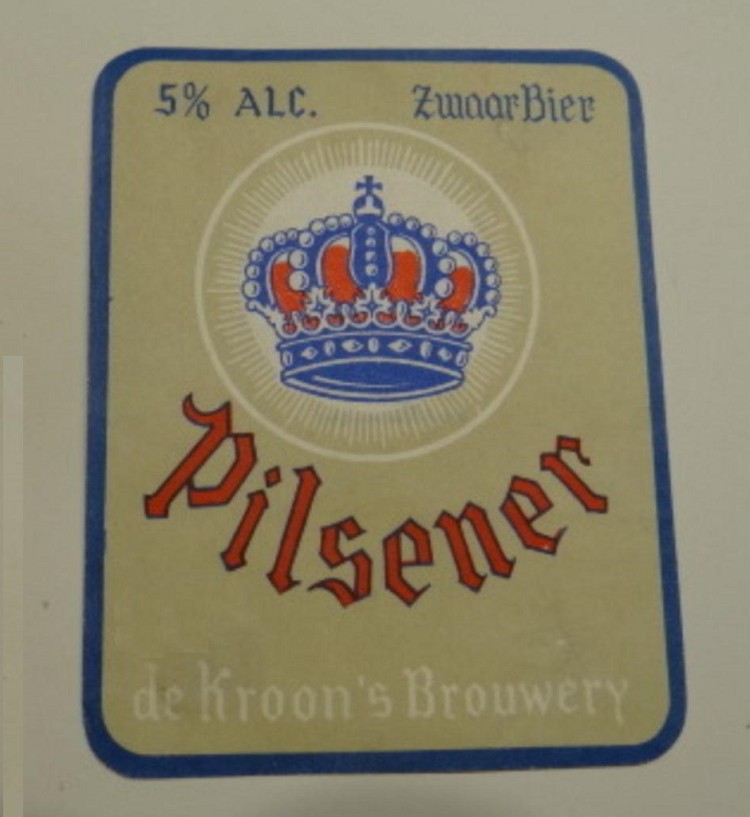 5% ALC. Zwaar Bier
Pilsener
de Kroon's Brouwery